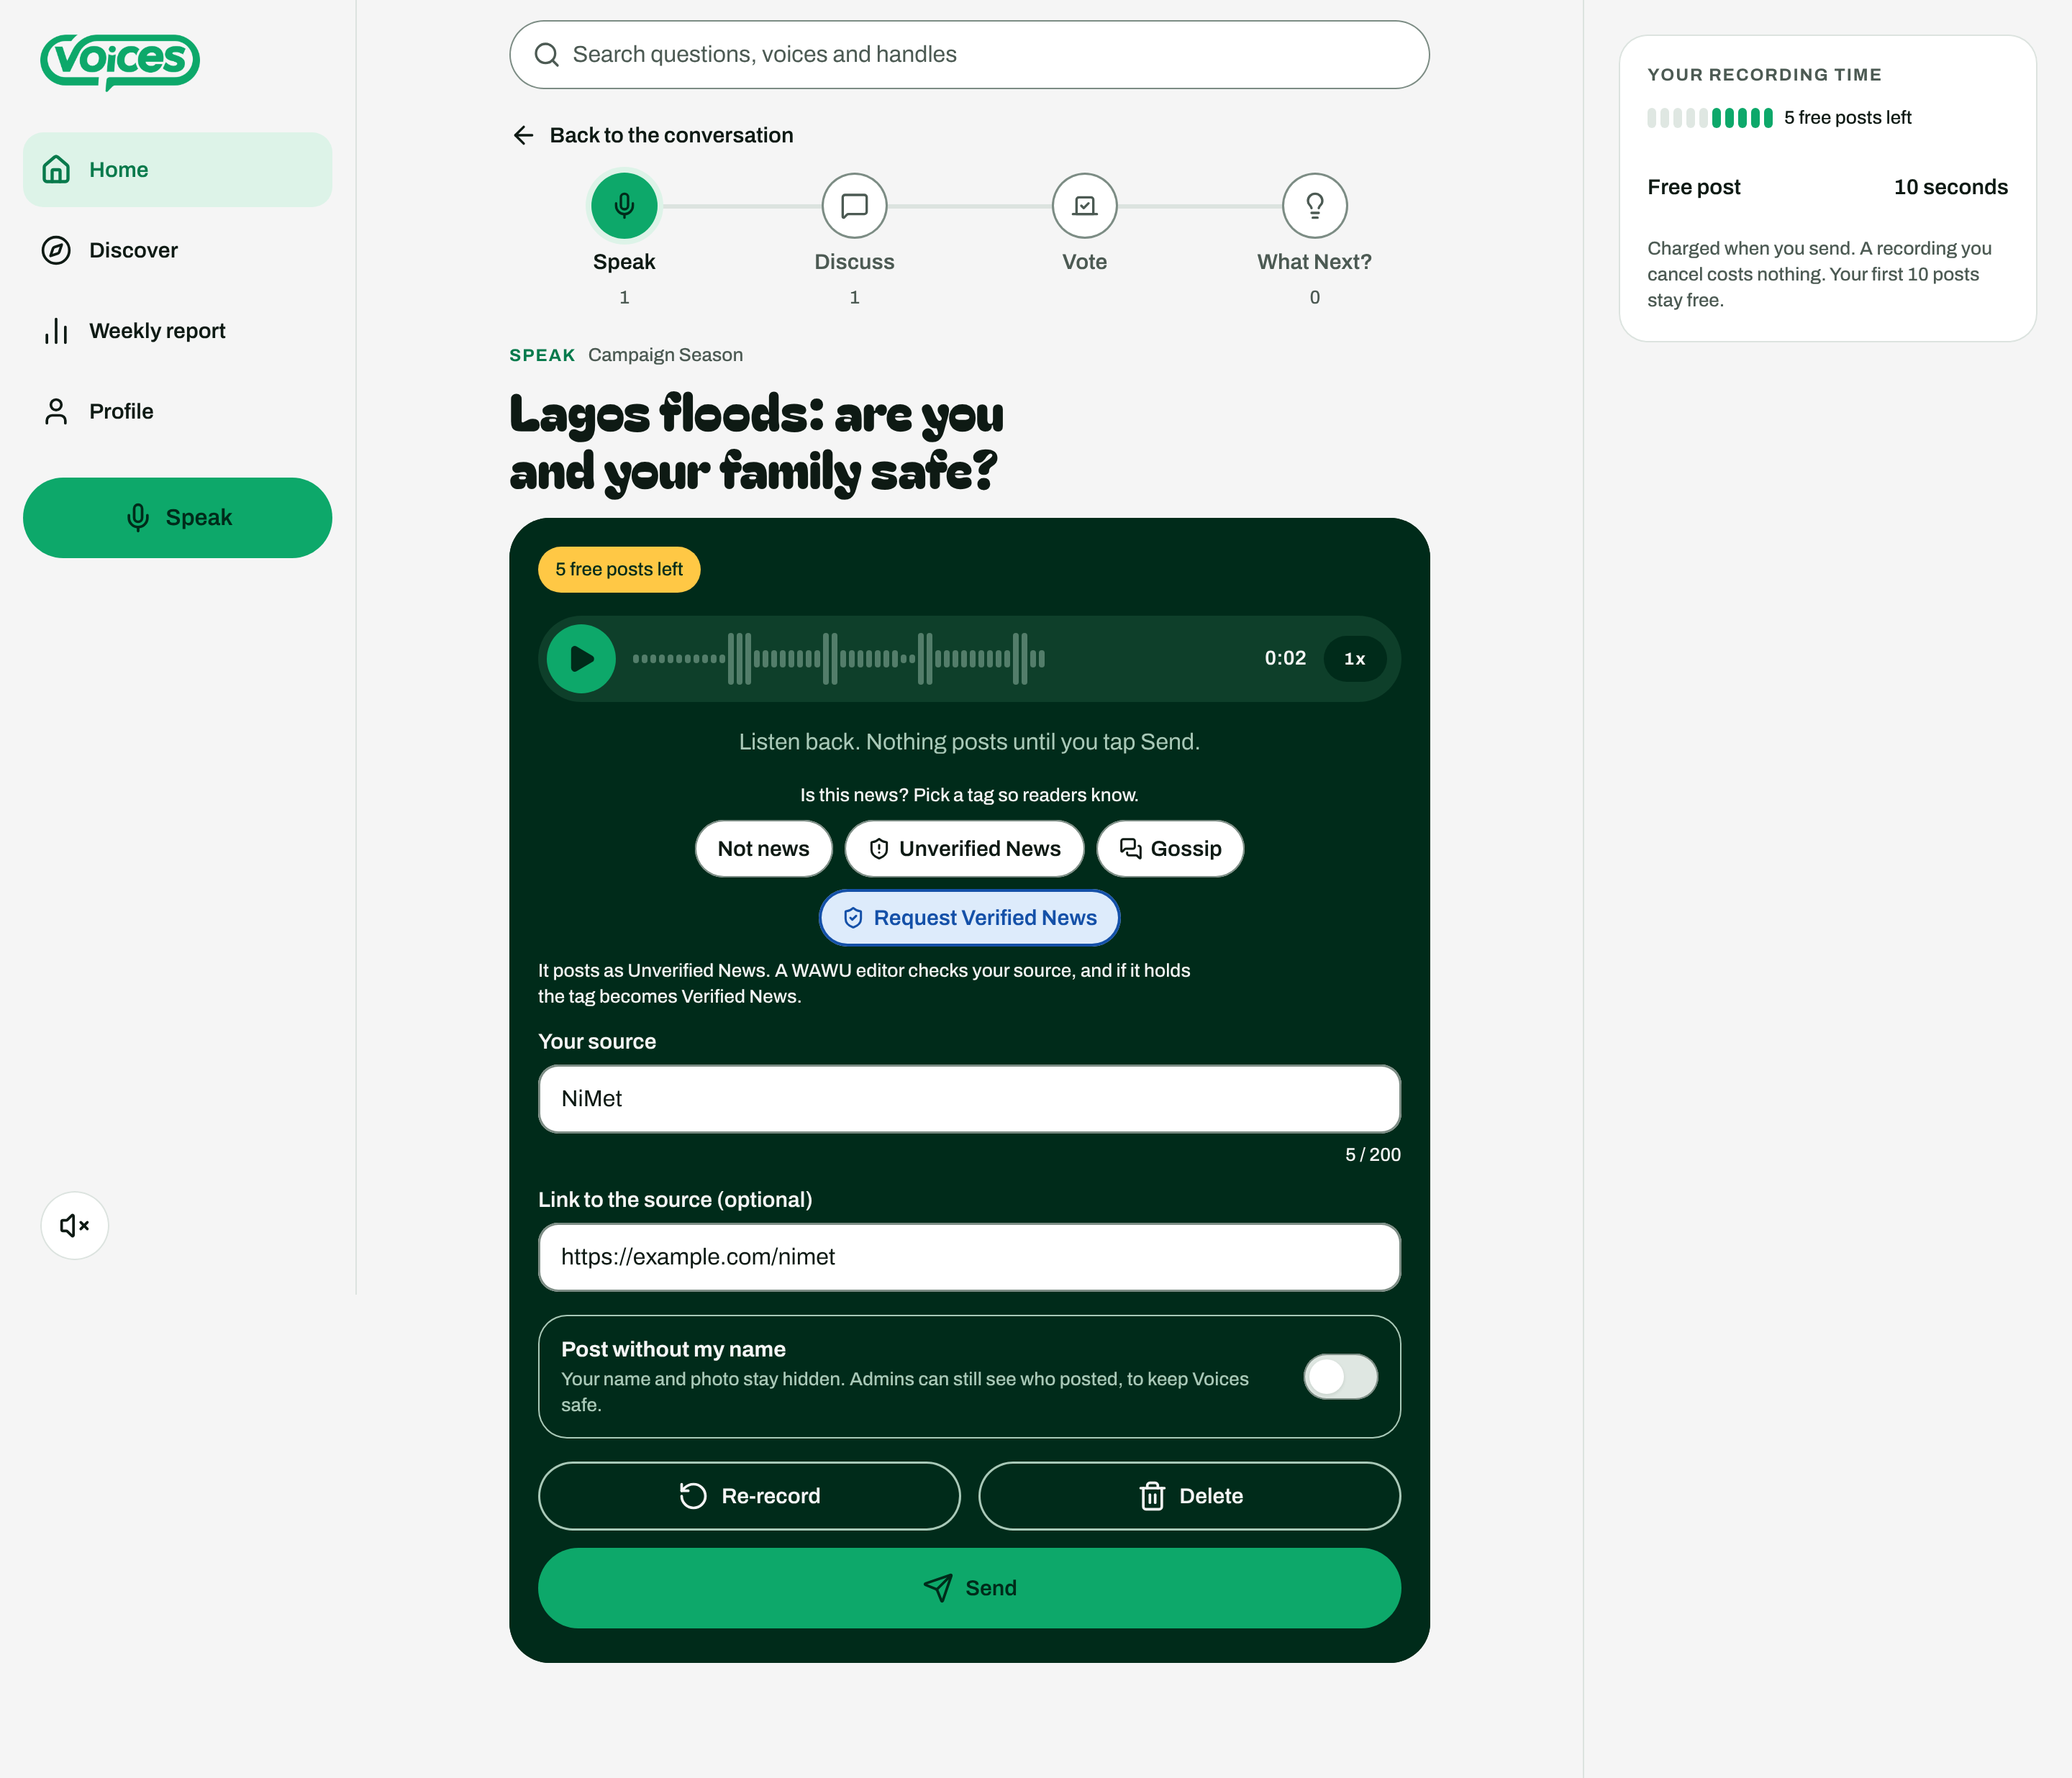 voices
Home
Discover
Weekly report
Profile
Speak
Search questions, voices and handles
Back to the conversation
Speak
Discuss
Vote
What Next?
1
1
0
SPEAK Campaign Season
Lagos floods: are you
and your family safe?
5 free posts left
0:02
1x
Listen back. Nothing posts until you tap Send.
Is this news? Pick a tag so readers know.
Not news
Unverified News
Gossip
Request Verified News
It posts as Unverified News. A WAWU editor checks your source, and if it holds
the tag becomes Verified News.
Your source
NiMet
5 / 200
Link to the source (optional)
https://example.com/nimet
Post without my name
Your name and photo stay hidden. Admins can still see who posted, to keep Voices
safe.
Re-record
Delete
Send
YOUR RECORDING TIME
5 free posts left
Free post
10 seconds
Charged when you send. A recording you
cancel costs nothing. Your first 10 posts
stay free.